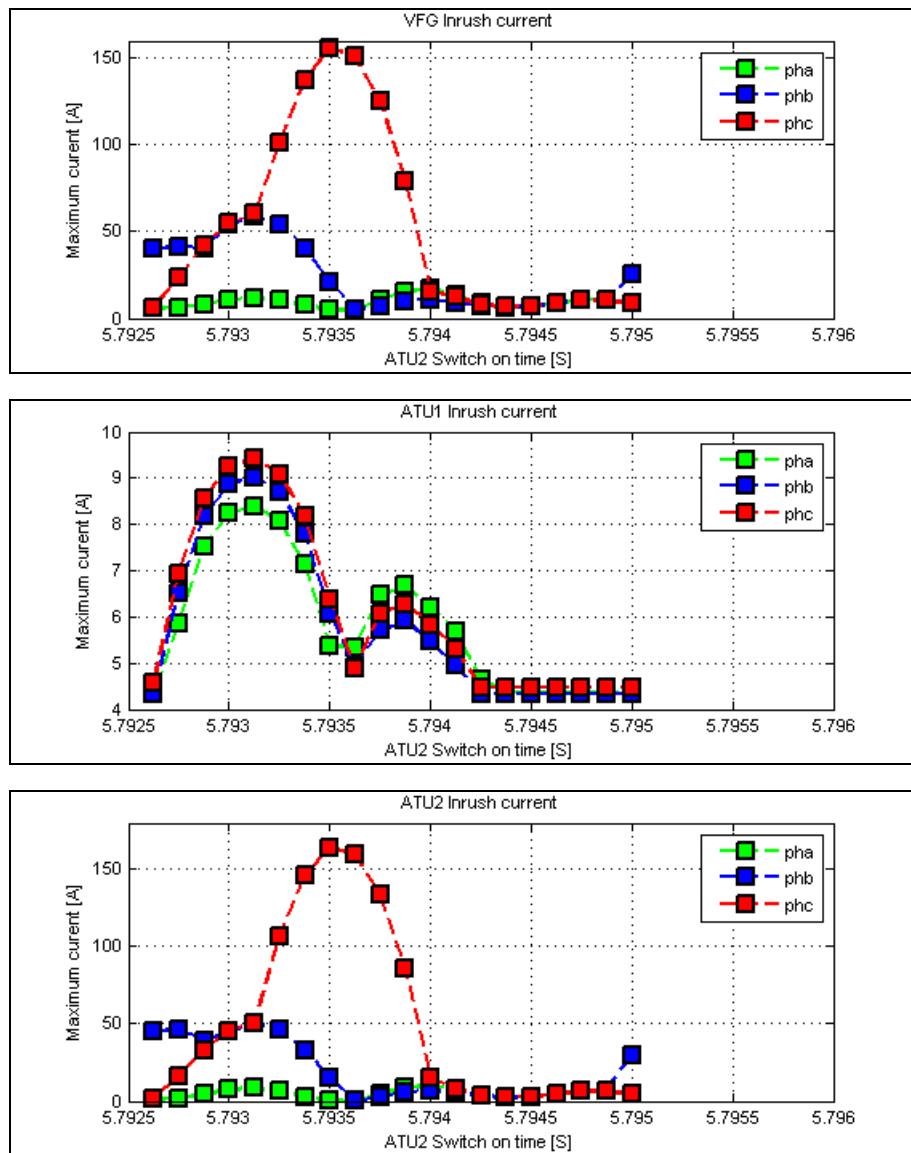 VFG Inrush current
Maximum curent [A]
150
100
50
0
pha
phb
phc
5.7925 5.793 5.7935 5.794 5.7945 5.795 5.7955 5.796
ATU2 Switch on time [S]
ATU1 Inrush current
Maximum curent [A]
10
9
8
7
6
5
4
pha
phb
phc
5.7925 5.793 5.7935 5.794 5.7945 5.795 5.7955 5.796
ATU2 Switch on time [S]
ATU2 Inrush current
Maximum curent [A]
150
100
50
0
pha
phb
phc
5.7925 5.793 5.7935 5.794 5.7945 5.795 5.7955 5.796
ATU2 Switch on time [S]